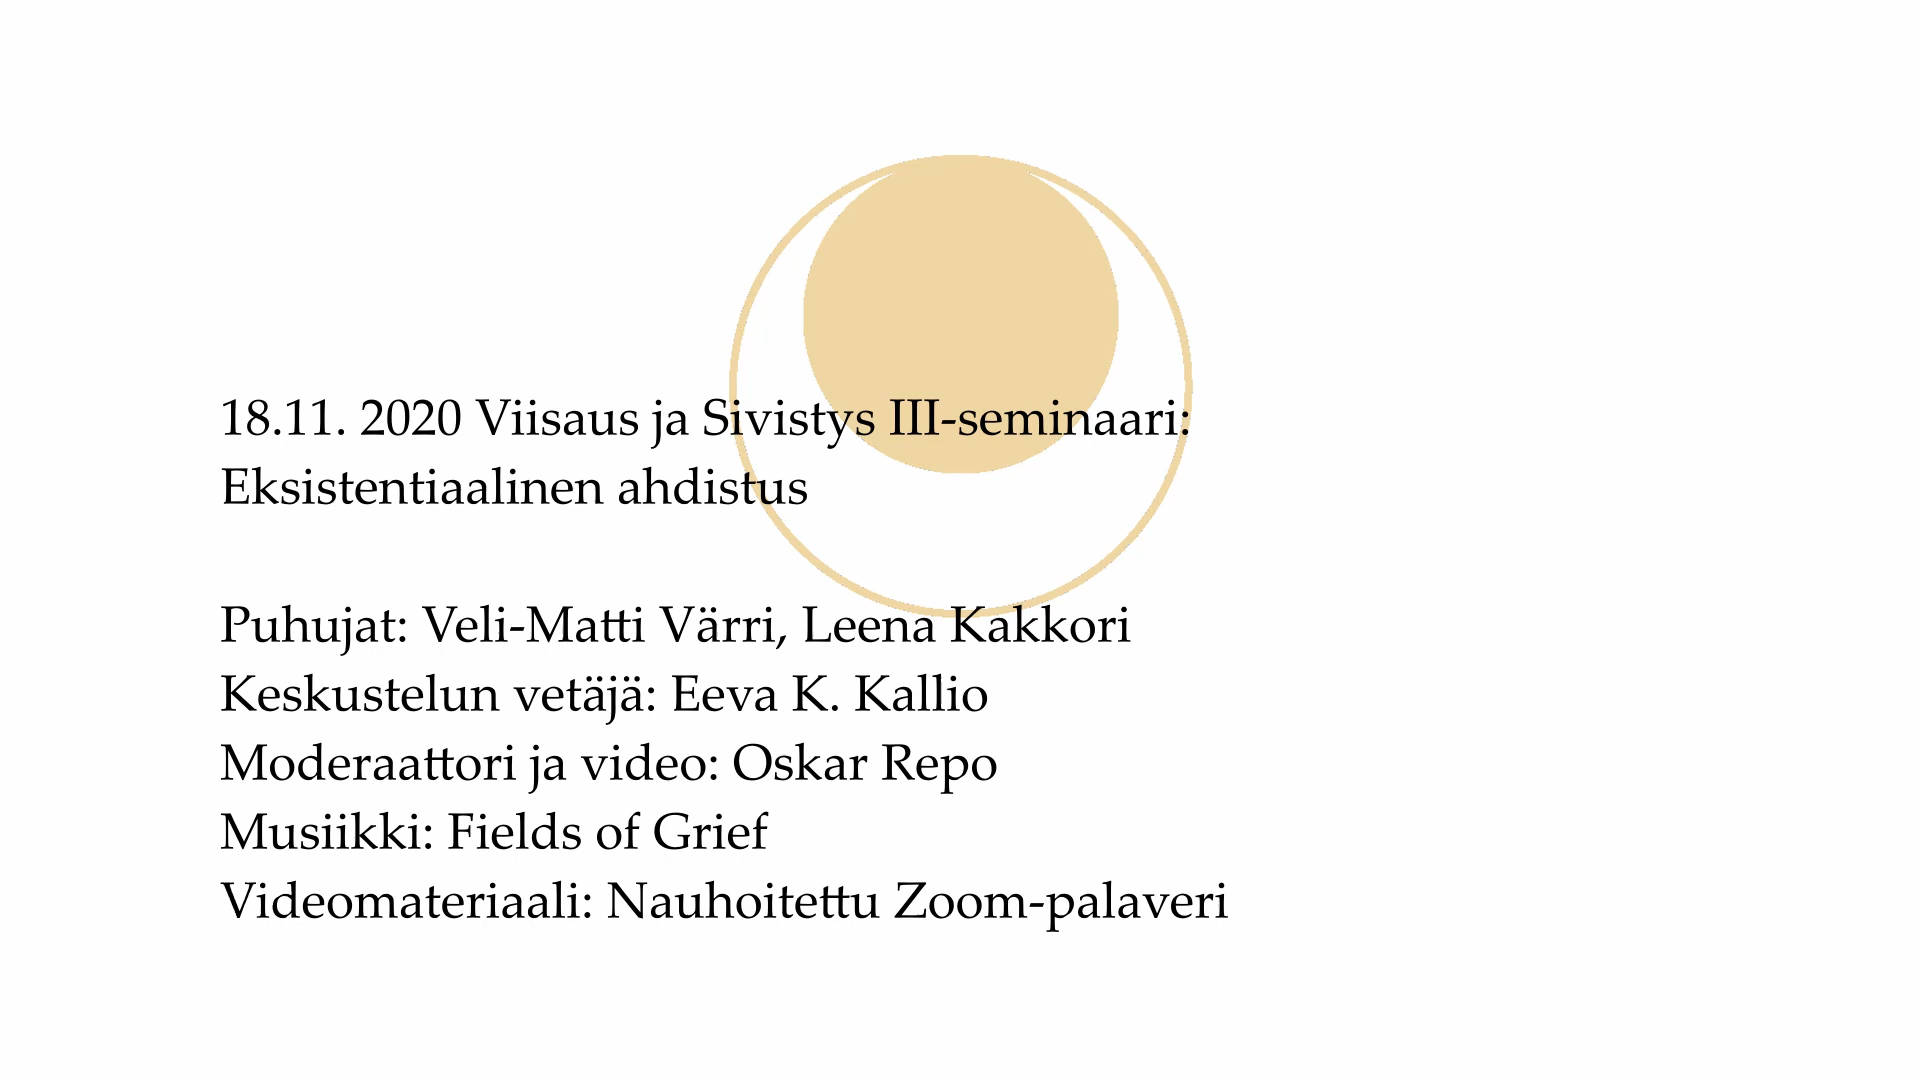 18.11. 2020 Viisaus ja Sivistys III-seminaari:
Eksistentiaalinen ahdistus
Puhujat: Veli-Matti Värri, Leena Kakkori
Keskustelun vetäjä: Eeva K. Kallio
Moderaattori ja video: Oskar Repo
Musiikki: Fields of Grief
Videomateriaali: Nauhoitettu Zoom-palaveri